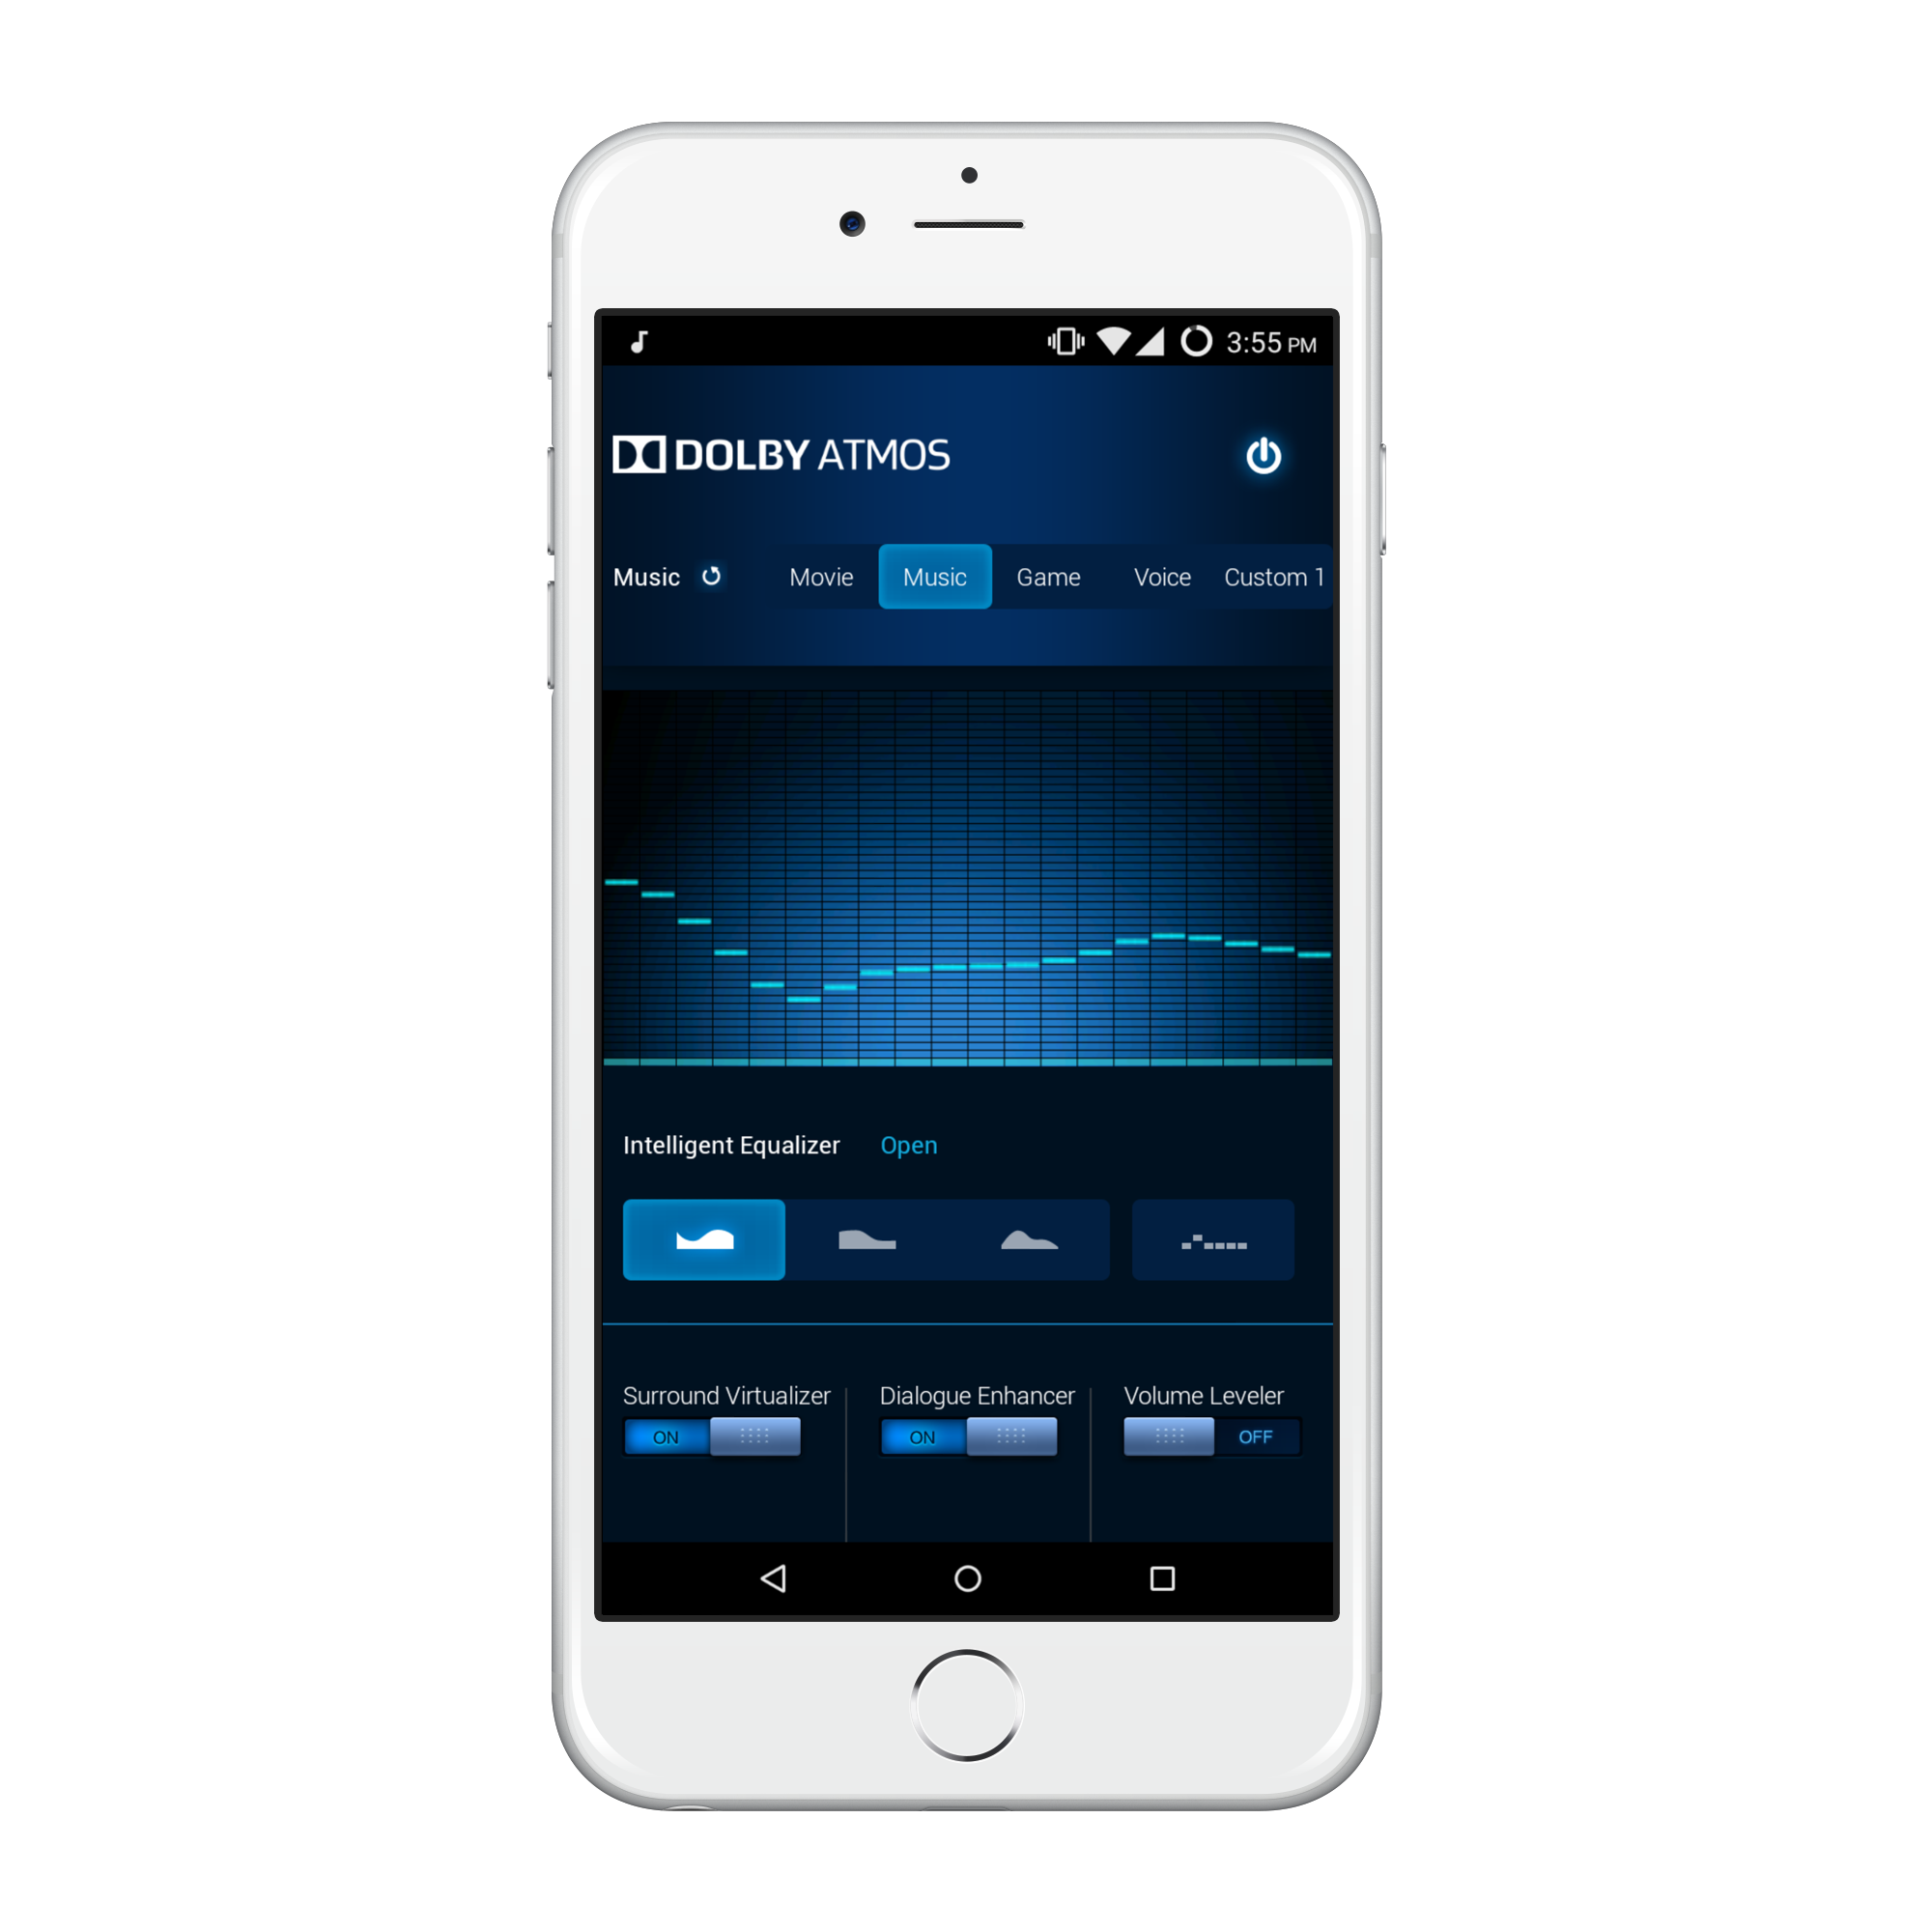 3:55 PM
DOLBY ATMOS
Music Movie Music Game Voice Custom 1
Intelligent Equalizer Open
Surround Virtualizer Dialogue Enhancer Volume Leveler
ON ON OFF